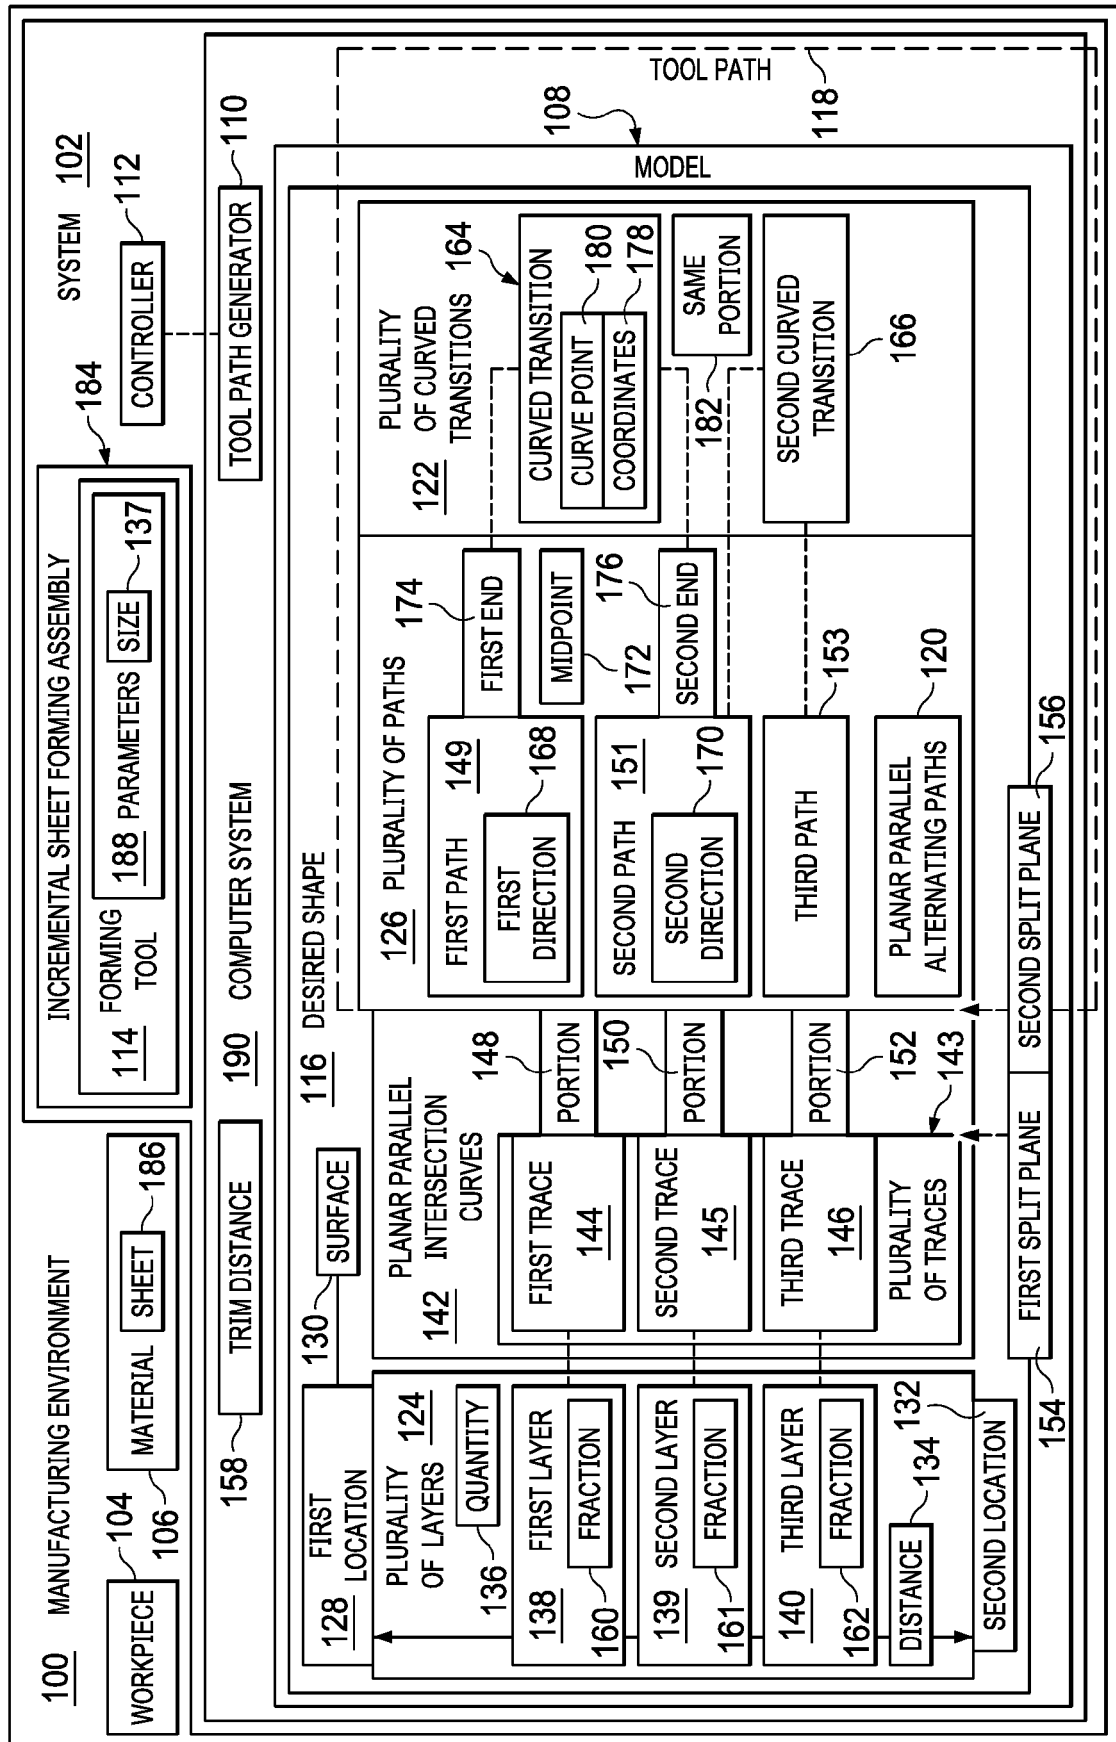 100 MANUFACTURING ENVIRONMENT
WORKPIECE
104
MATERIAL
SHEET
106
186
INCREMENTAL SHEET FORMING ASSEMBLY
184
114 FORMING
TOOL
188 PARAMETERS
SIZE
137
SYSTEM 102
CONTROLLER
112
TRIM DISTANCE
158
190 COMPUTER SYSTEM
TOOL PATH GENERATOR
110
116 DESIRED SHAPE
SURFACE
130
FIRST
LOCATION
128
PLURALITY
OF LAYERS 124
QUANTITY
136
FIRST LAYER
138
FRACTION
160
SECOND LAYER
139
FRACTION
161
THIRD LAYER
140
FRACTION
162
DISTANCE
134
132
SECOND LOCATION
PLANAR PARALLEL
INTERSECTION
CURVES
142
FIRST TRACE
144
SECOND TRACE
145
THIRD TRACE
146
PLURALITY
OF TRACES
143
PORTION
148
PORTION
150
PORTION
152
126 PLURALITY OF PATHS
FIRST PATH 149
FIRST
DIRECTION
168
SECOND PATH 151
SECOND
DIRECTION
170
THIRD PATH
153
PLANAR PARALLEL
ALTERNATING PATHS
120
FIRST END
174
MIDPOINT
172
SECOND END
176
PLURALITY
OF CURVED
TRANSITIONS
122
CURVED TRANSITION
164
CURVE POINT
180
COORDINATES
178
SAME
PORTION
182
SECOND CURVED
TRANSITION
166
MODEL
108
TOOL PATH
118
FIRST SPLIT PLANE
154
SECOND SPLIT PLANE
156